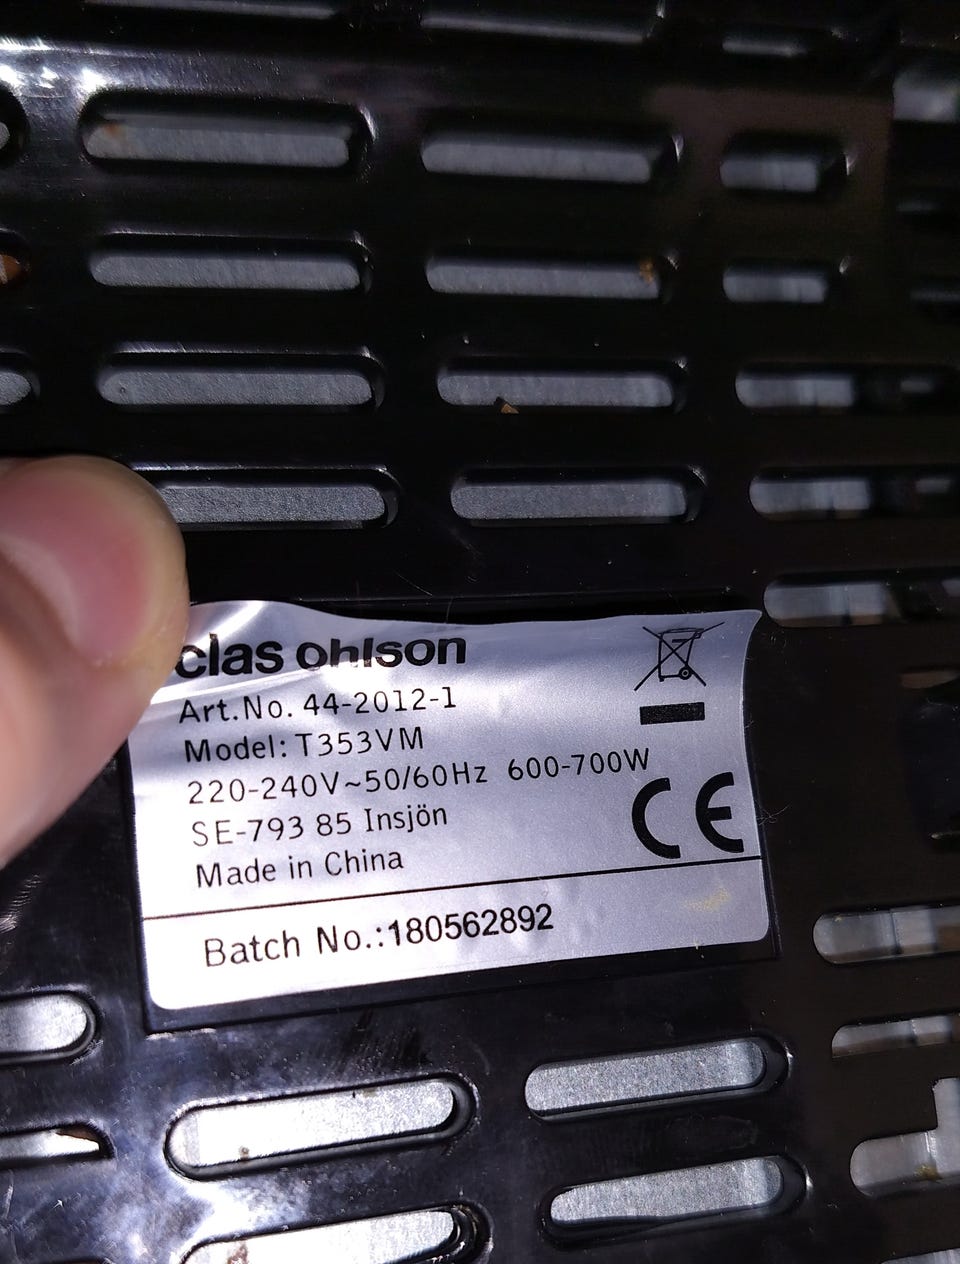 clas ohlson
Art.No. 44-2012-1
Model: T353VM
220-240V~50/60Hz 600-700W
SE-793 85 Insjön
Made in China
CE
Batch No.:180562892